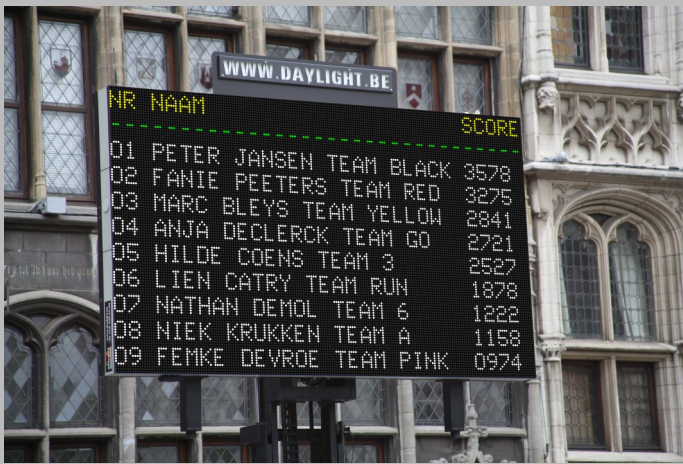 WWW.DAYLIGHT.BE
NR NAAM SCORE
01 PETER JANSEN TEAM BLACK 3578
02 FANIE PEETERS TEAM RED 3275
03 MARC BLEYS TEAM YELLOW 2841
04 ANJA DECLERCK TEAM GO 2721
05 HILDE COENS TEAM 3 2527
06 LIEN CATRY TEAM RUN 1878
07 NATHAN DEMOL TEAM 6 1222
08 NIEK KRUKKEN TEAM A 1158
09 FEMKE DEVROE TEAM PINK 0974